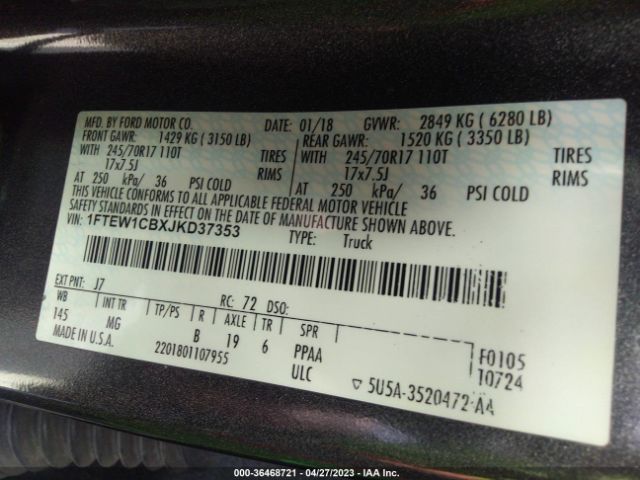 MFD. BY FORD MOTOR CO. DATE: 01/18 GVWR: 2849 KG ( 6280 LB)
FRONT GAWR: 1429 KG ( 3150 LB) REAR GAWR: 1520 KG ( 3350 LB)
WITH 245/70R17 110T TIRES WITH 245/70R17 110T TIRES
17x7.5J RIMS 17x7.5J RIMS
AT 250 kPa/ 36 PSI COLD AT 250 kPa/ 36 PSI COLD
THIS VEHICLE CONFORMS TO ALL APPLICABLE FEDERAL MOTOR VEHICLE
SAFETY STANDARDS IN EFFECT ON THE DATE OF MANUFACTURE SHOWN ABOVE.
VIN: 1FTEW1CBXJKD37353
TYPE: Truck
EXT PNT: J7 RC: 72 DSO:
WB INT TR TP/PS R AXLE TR SPR
145 MG B 19 6 PPAA F0105
MADE IN U.S.A. 2201801107955 ULC 10724
▽ 5U5A-3520472-AA
000-36468721 - 04/27/2023 - IAA Inc.